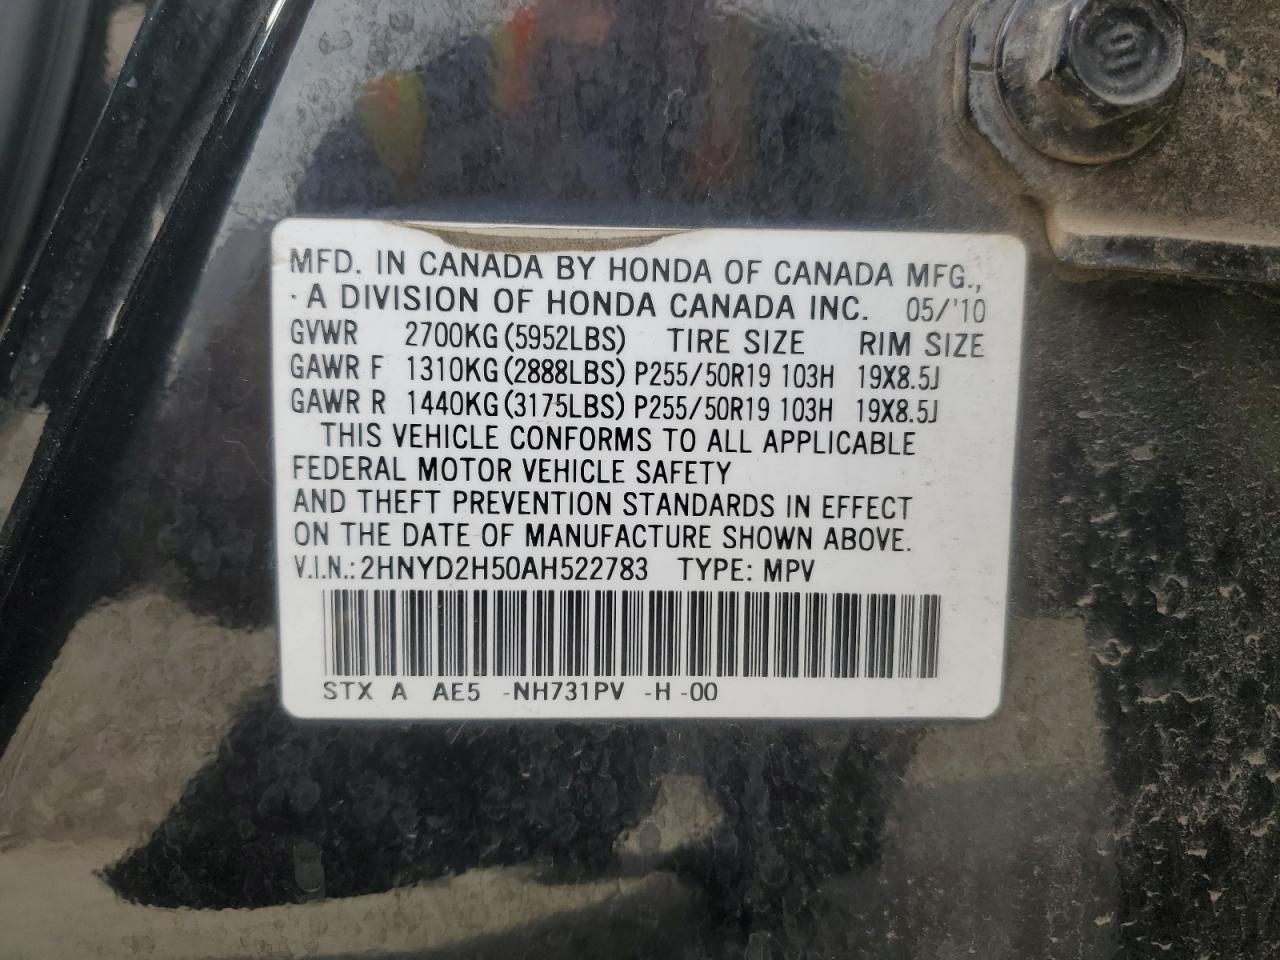 MFD. IN CANADA BY HONDA OF CANADA MFG.,
A DIVISION OF HONDA CANADA INC. 05/'10
GVWR 2700KG (5952LBS) TIRE SIZE RIM SIZE
GAWR F 1310KG (2888LBS) P255/50R19 103H 19X8.5J
GAWR R 1440KG (3175LBS) P255/50R19 103H 19X8.5J
THIS VEHICLE CONFORMS TO ALL APPLICABLE
FEDERAL MOTOR VEHICLE SAFETY
AND THEFT PREVENTION STANDARDS IN EFFECT
ON THE DATE OF MANUFACTURE SHOWN ABOVE.
V.I.N.: 2HNYD2H50AH522783 TYPE: MPV
STX A AE5 -NH731PV -H -00